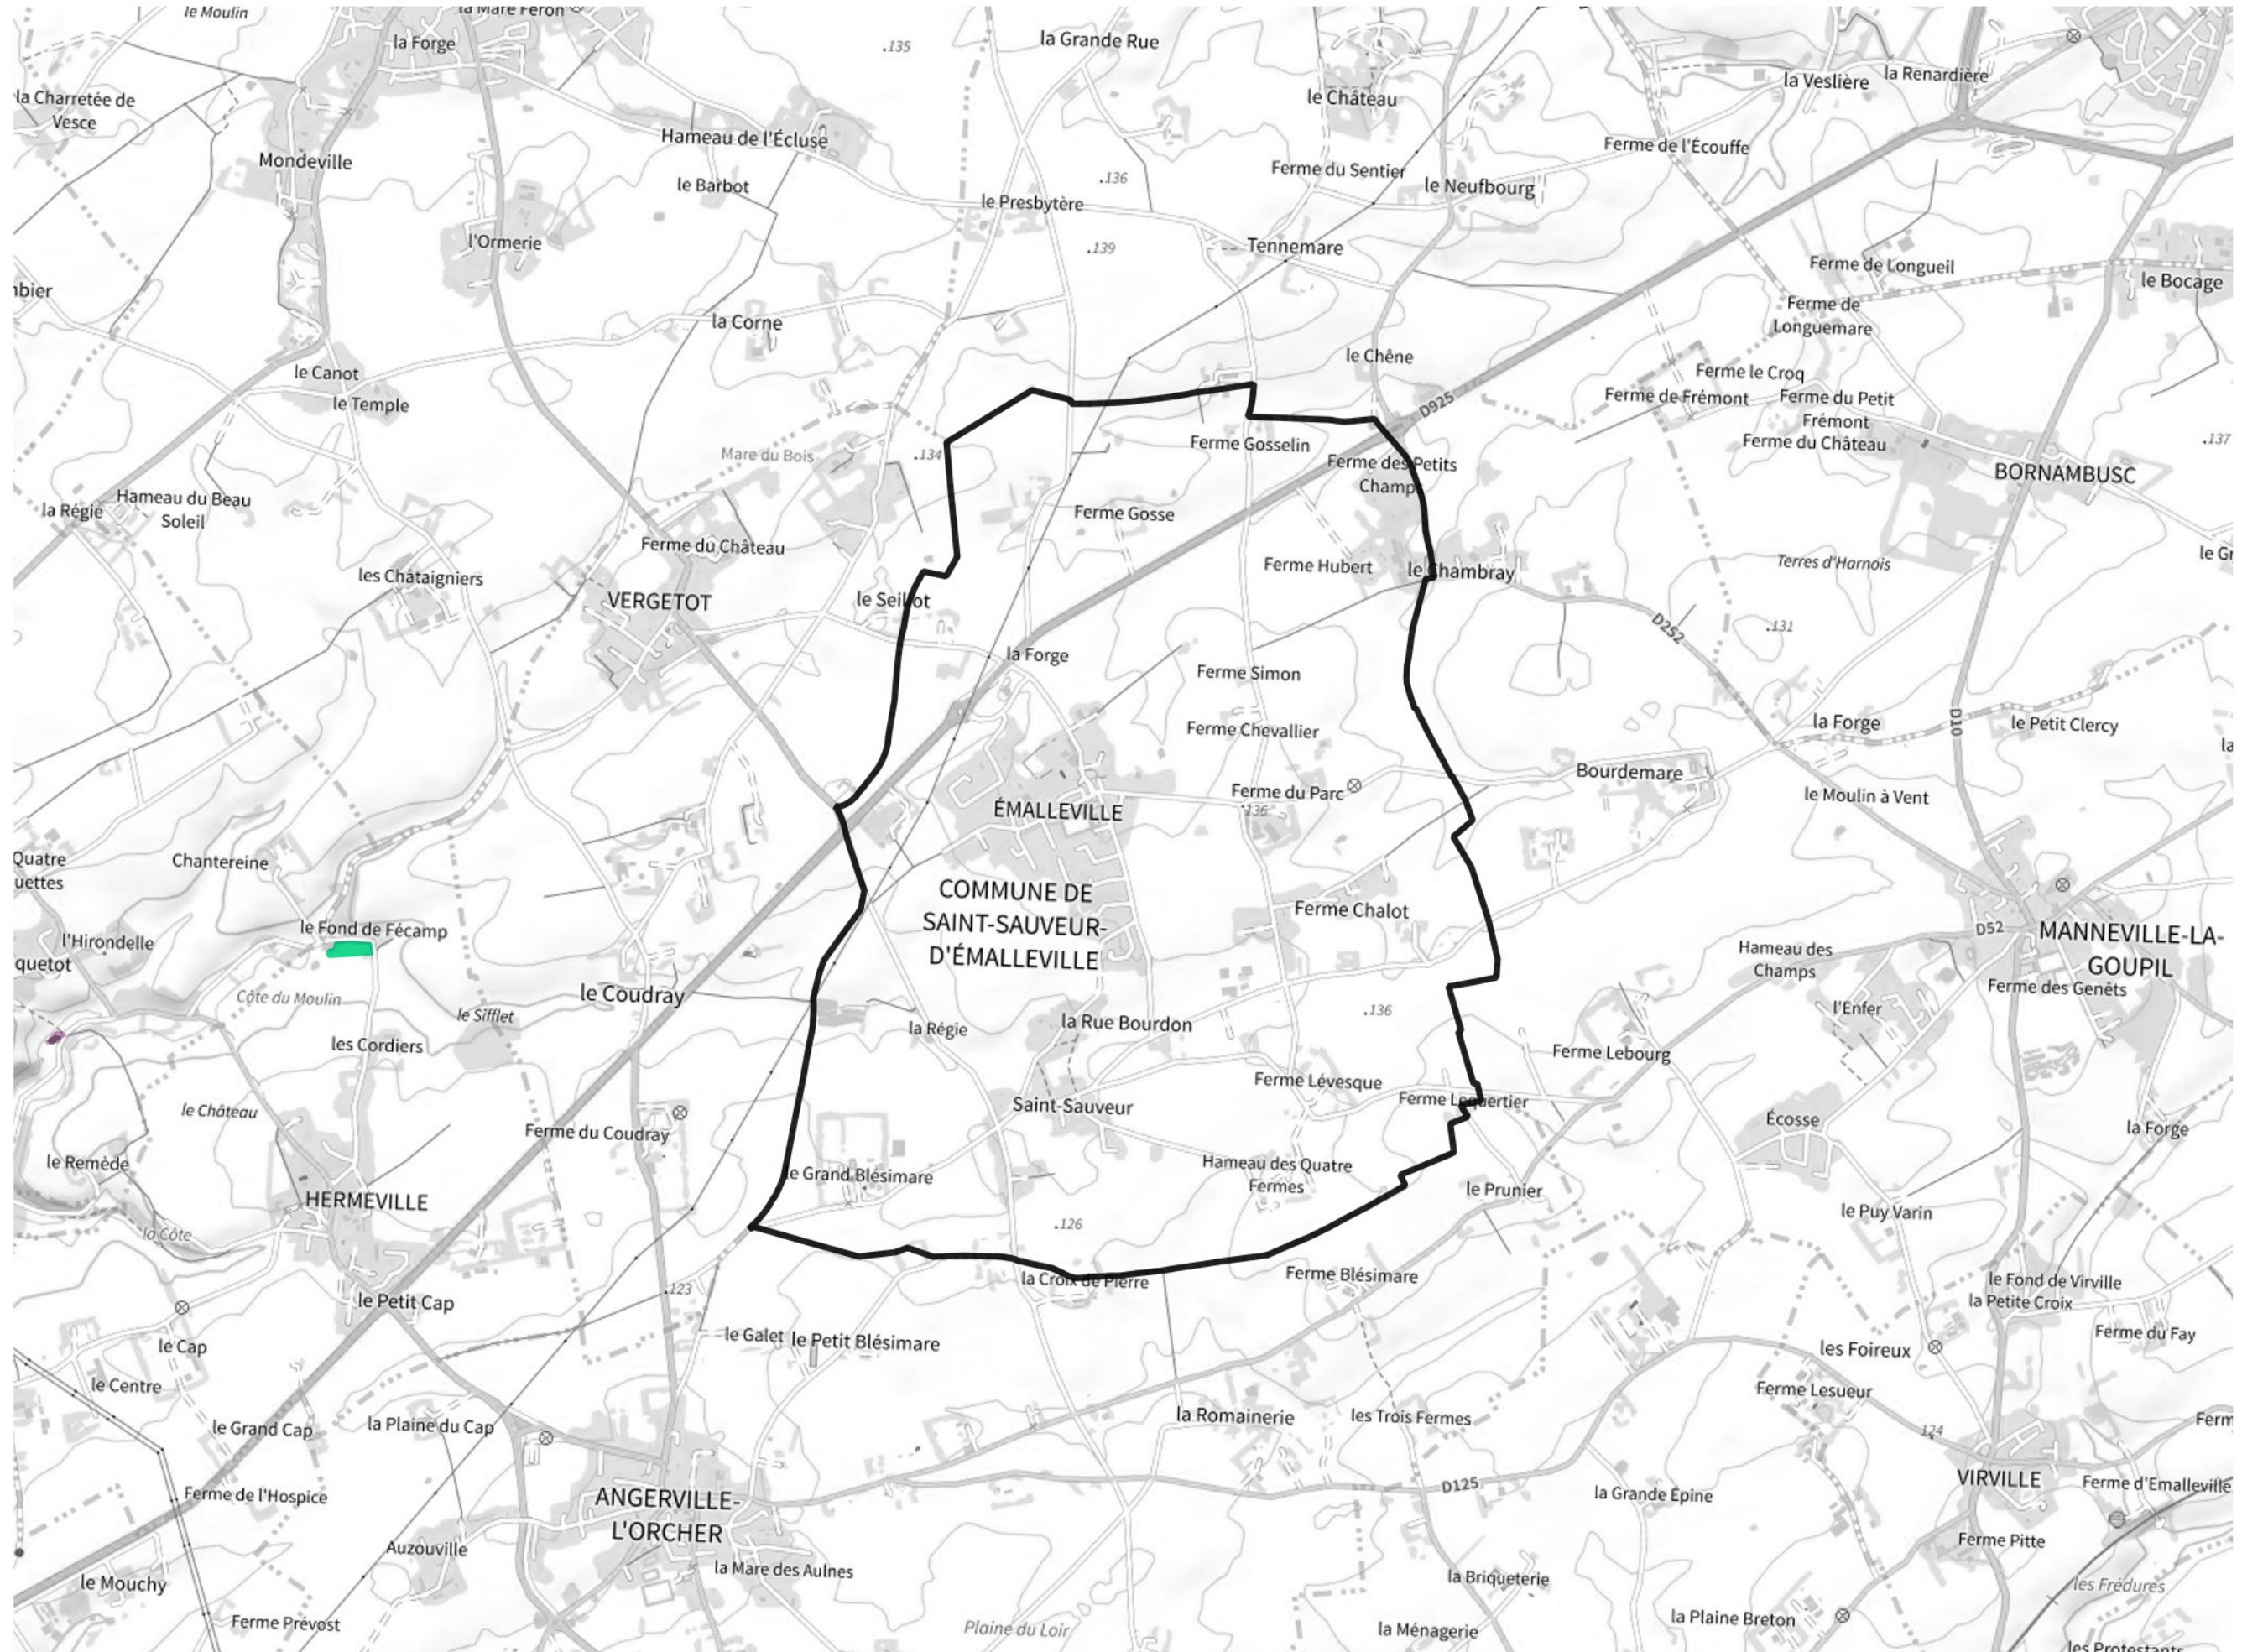 le Moulin
la Mare Féron
la Forge
.135
la Grande Rue
la Veslière
la Renardière
la Charretée de
Vesce
le Château
Mondeville
Hameau de l'Écluse
Ferme de l'Écouffe
Ferme du Sentier
le Barbot
.136
le Neufbourg
le Presbytère
l'Ormerie
.139
Tennemare
Ferme de Longueil
le Bocage
Ferme de
Longuemare
la Corne
le Chêne
le Canot
Ferme le Croq
le Temple
D925
Ferme de Frémont
Ferme du Petit
Frémont
Ferme du Château
.137
Mare du Bois
.134
Ferme Gosselin
Ferme des Petits
Champs
BORNAMBUSC
la Régie
Hameau du Beau
Soleil
Ferme Gosse
Ferme du Château
Ferme Hubert
le Chambray
Terres d'Harnois
les Châtaigniers
VERGETOT
le Seillot
D252
.131
la Forge
Ferme Simon
Ferme Chevallier
la Forge
D10
le Petit Clercy
Bourdemare
Ferme du Parc
.136
le Moulin à Vent
ÉMALLEVILLE
Chantereine
COMMUNE DE
SAINT-SAUVEUR-
D'ÉMALLEVILLE
Ferme Chalot
le Fond de Fécamp
l'Hirondelle
quetot
D52
MANNEVILLE-LA-
GOUPIL
Hameau des
Champs
Ferme des Genêts
Côte du Moulin
le Coudray
le Sifflet
l'Enfer
.136
la Régie
la Rue Bourdon
les Cordiers
Ferme Lebourg
Ferme Lévesque
Ferme Lequertier
le Château
Saint-Sauveur
Écosse
Ferme du Coudray
la Forge
le Remède
le Grand Blésimare
Hameau des Quatre
Fermes
le Prunier
HERMEVILLE
le Puy Varin
la Côte
.126
la Croix de Pierre
Ferme Blésimare
le Fond de Virville
la Petite Croix
.123
le Petit Cap
Ferme du Fay
le Galet
le Petit Blésimare
le Cap
les Foireux
le Centre
Ferme Lesueur
le Grand Cap
la Plaine du Cap
la Romainerie
les Trois Fermes
124
Ferm
VIRVILLE
Ferme d'Emalleville
D125
la Grande Épine
Ferme de l'Hospice
ANGERVILLE-
L'ORCHER
Ferme Pitte
Auzouville
la Mare des Aulnes
le Mouchy
la Briqueterie
les Frédures
Ferme Prévost
Plaine du Loir
la Ménagerie
la Plaine Breton
les Protestants